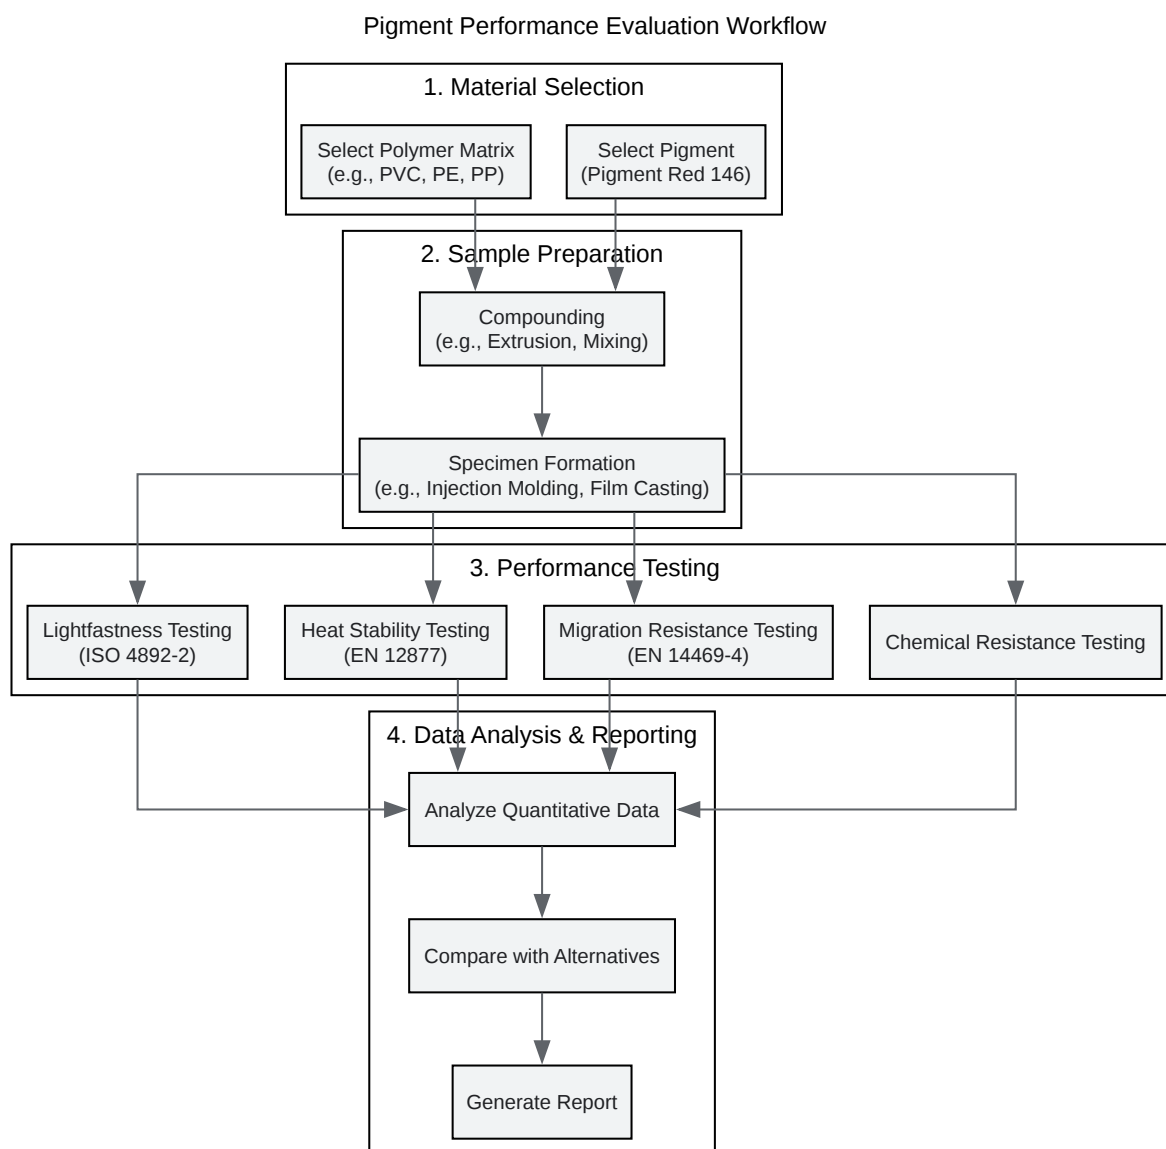 Pigment Performance Evaluation Workflow
1. Material Selection
Select Polymer Matrix
(e.g., PVC, PE, PP)
Select Pigment
(Pigment Red 146)
2. Sample Preparation
Compounding
(e.g., Extrusion, Mixing)
Specimen Formation
(e.g., Injection Molding, Film Casting)
3. Performance Testing
Lightfastness Testing
(ISO 4892-2)
Heat Stability Testing
(EN 12877)
Migration Resistance Testing
(EN 14469-4)
Chemical Resistance Testing
4. Data Analysis & Reporting
Analyze Quantitative Data
Compare with Alternatives
Generate Report